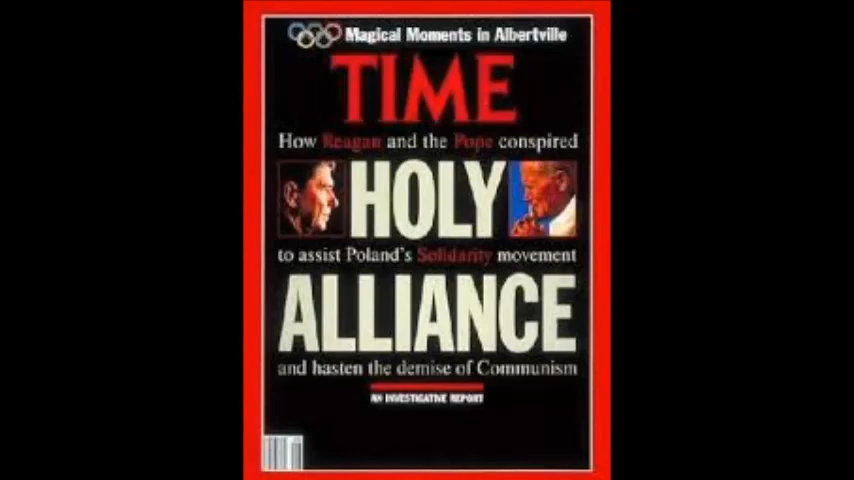 Magical Moments in Albertville
TIME
How Reagan and the Pope conspired
HOLY
to assist Poland's Solidarity movement
ALLIANCE
and hasten the demise of Communism
AN INVESTIGATIVE REPORT